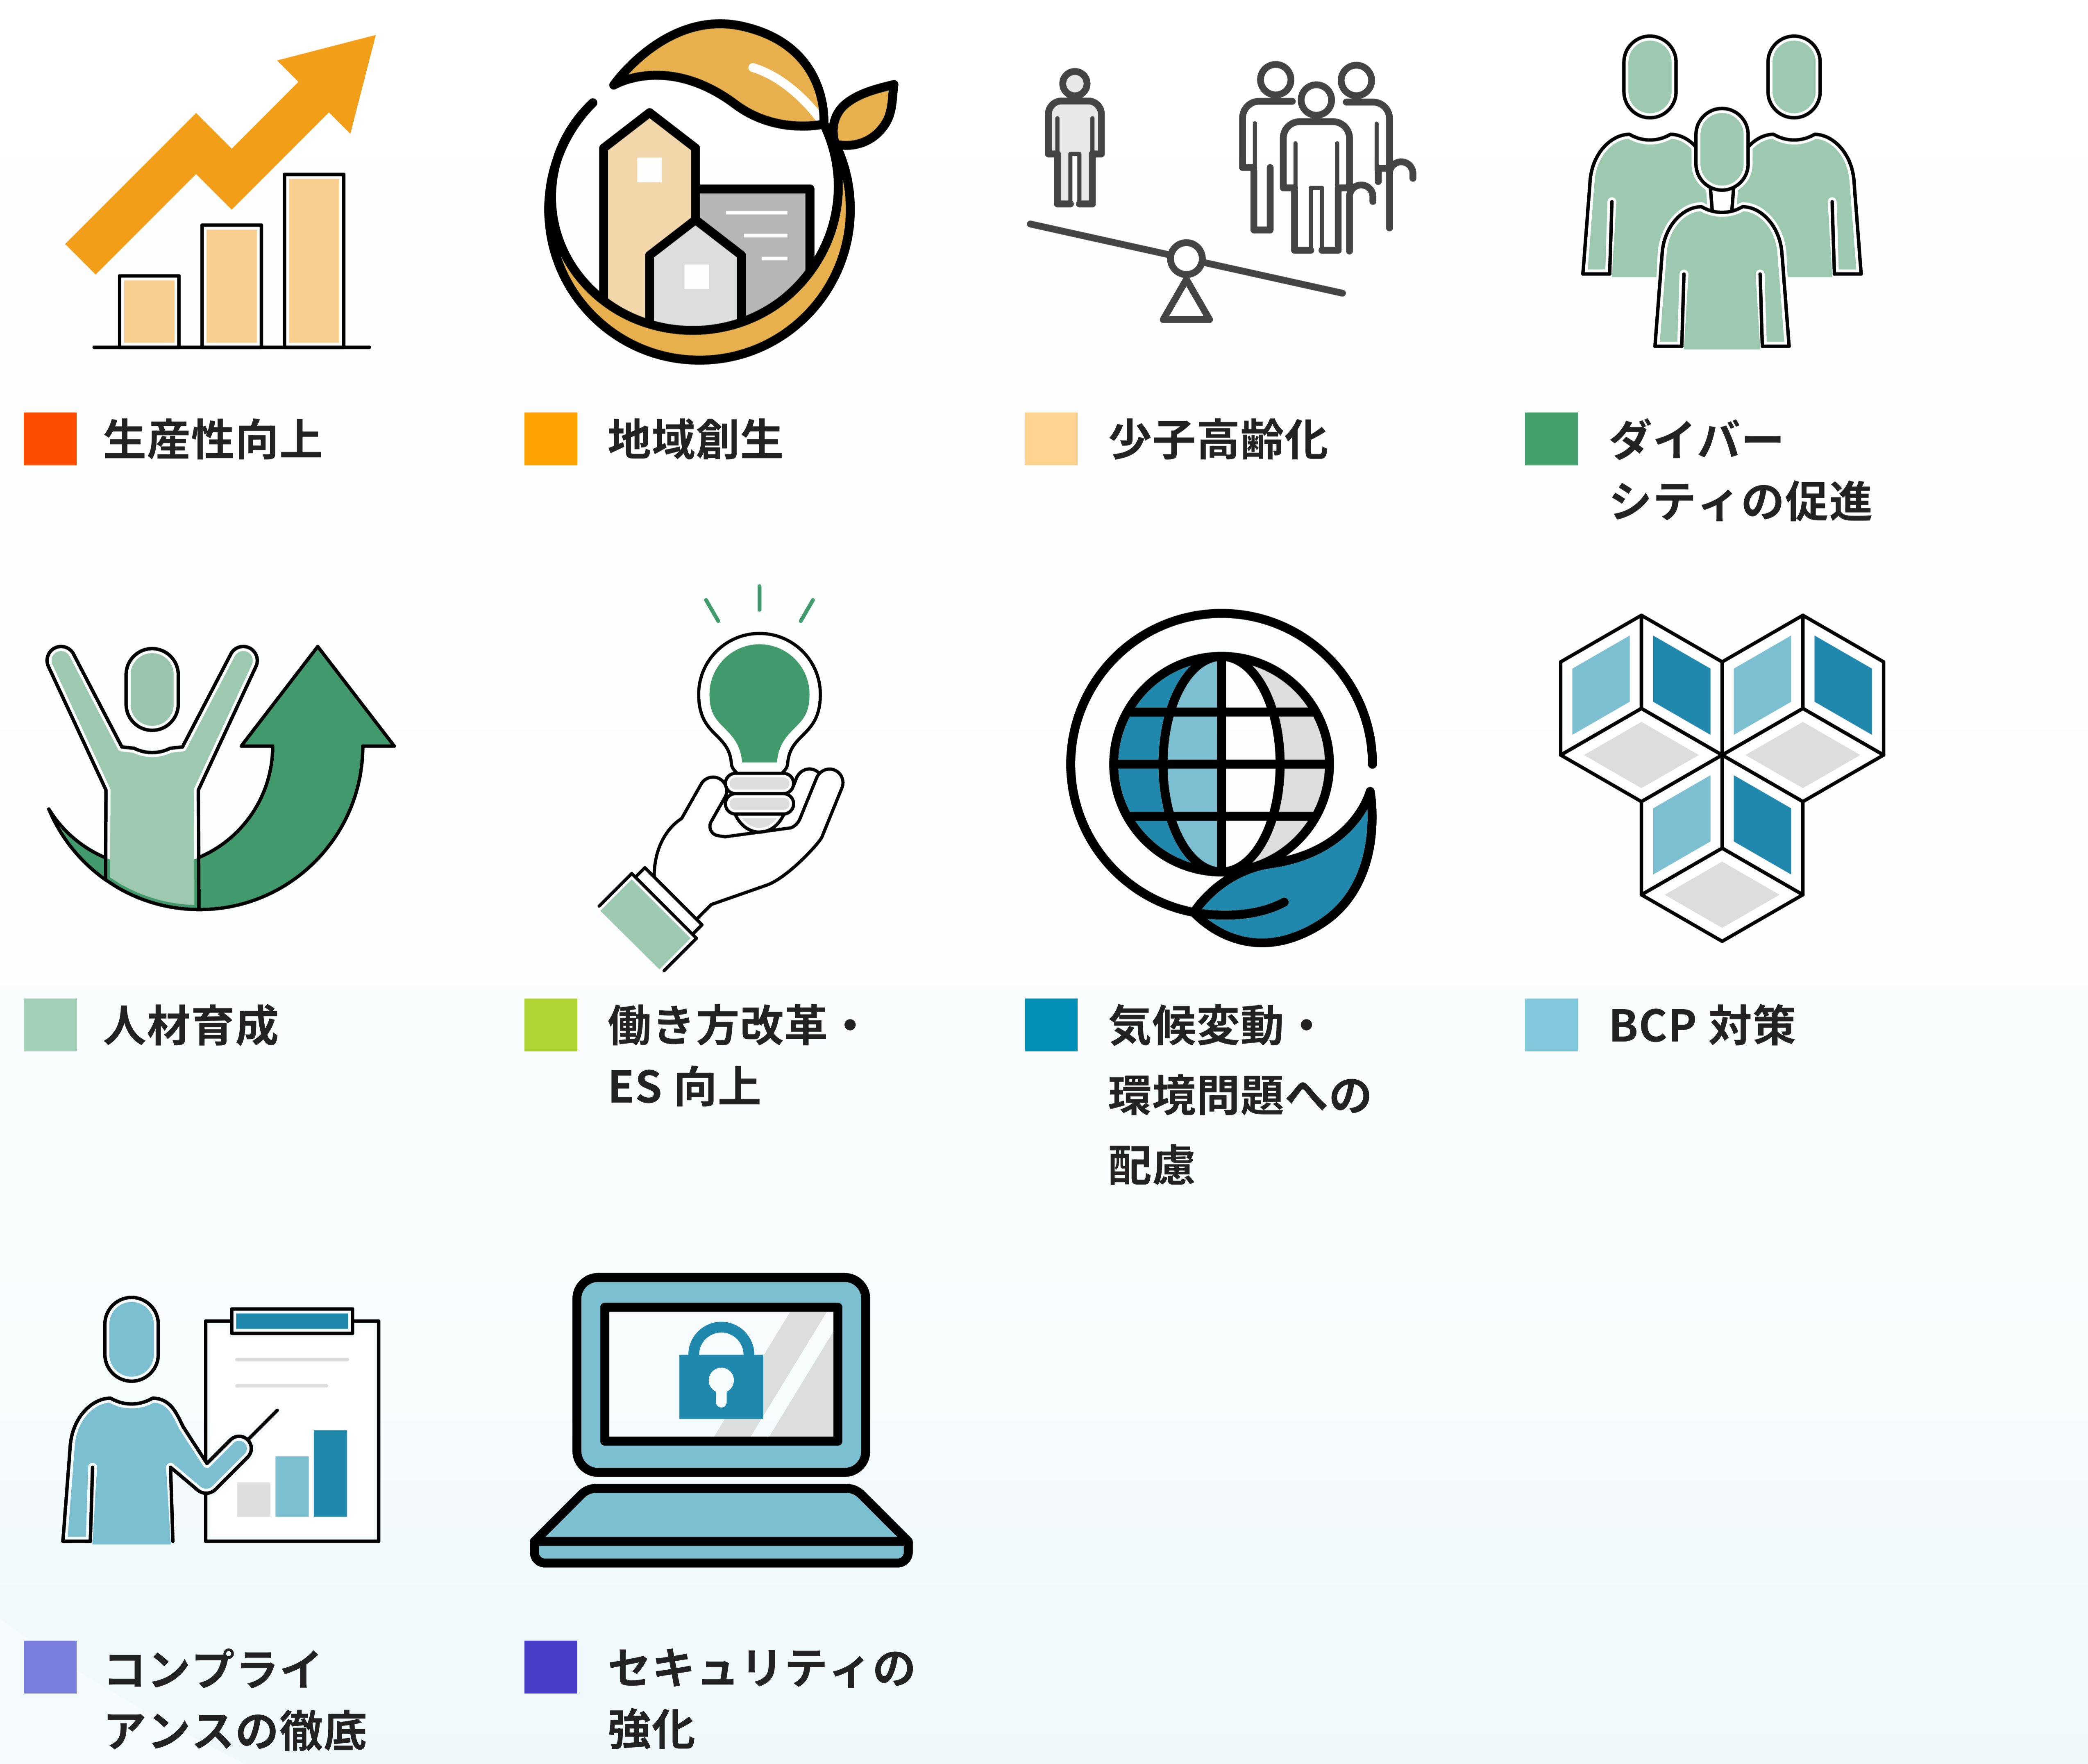 生産性向上
地域創生
少子高齢化
ダイバー
シティの促進
人材育成
働き方改革・
ES 向上
気候変動・
環境問題への
配慮
BCP 対策
コンプライ
アンスの徹底
セキュリティの
強化